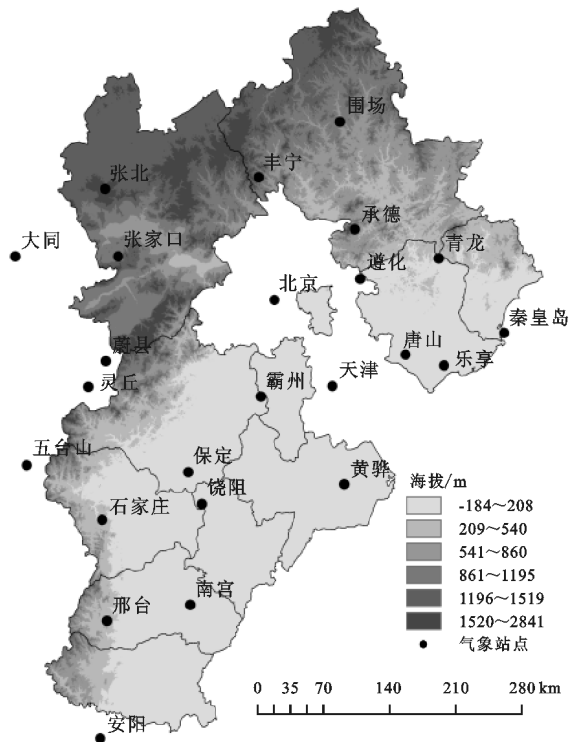 围场
丰宁
张北
承德
大同
张家口
青龙
遵化
北京
秦皇岛
唐山
蔚县
乐享
天津
灵丘
霸州
五台山
保定
黄骅
饶阳
石家庄
南宫
邢台
安阳
海拔/m
-184～208
209～540
541～860
861～1195
1196～1519
1520～2841
气象站点
0 35 70 140 210 280 km